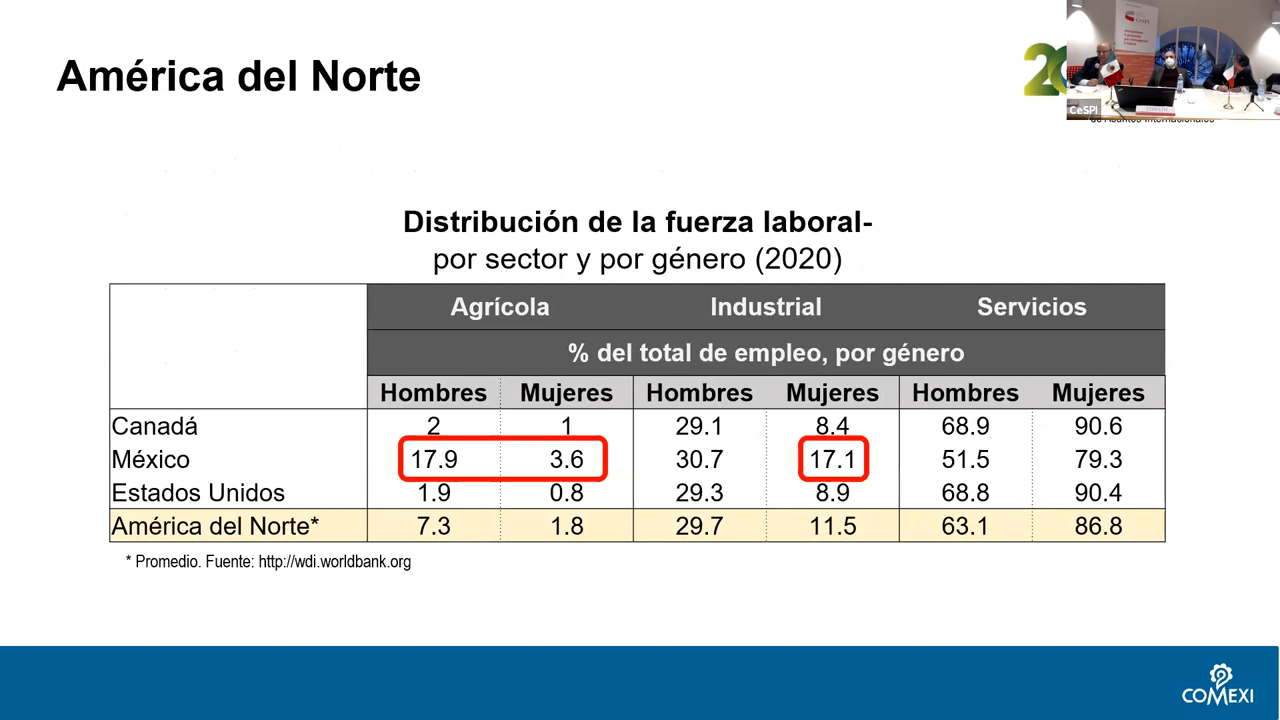 América del Norte
20
CeSPI
CeSPI
Distribución de la fuerza laboral-
por sector y por género (2020)
Agrícola Industrial Servicios
% del total de empleo, por género
Hombres Mujeres Hombres Mujeres Hombres Mujeres
Canadá 2 1 29.1 8.4 68.9 90.6
México 17.9 3.6 30.7 17.1 51.5 79.3
Estados Unidos 1.9 0.8 29.3 8.9 68.8 90.4
América del Norte* 7.3 1.8 29.7 11.5 63.1 86.8
* Promedio. Fuente: http://wdi.worldbank.org
COMEXI